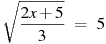 √((2x+5)/3) = 5